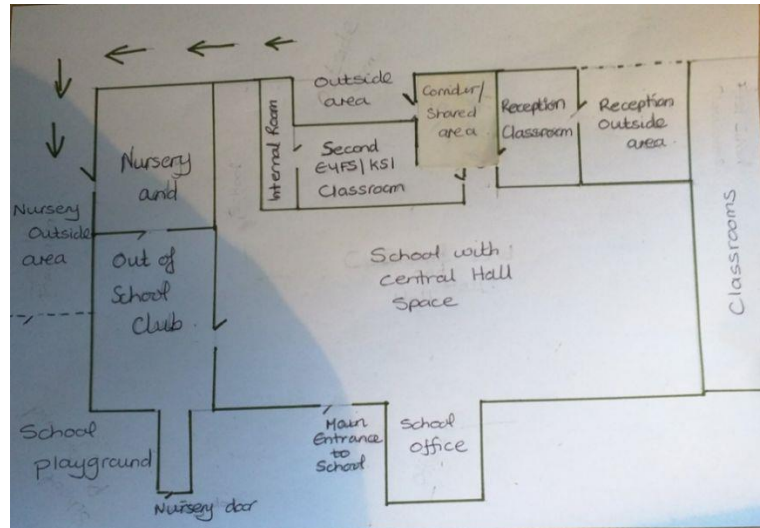 Outside
area
Corridor/
Shared
area
Reception
Classroom
Reception
Outside
area
Internal Room
Second
EYFS/KS1
Classroom
Nursery
and
Nursery
Outside
area
Out of
School
Club
School with
central Hall
Space
Classrooms
School
playground
Nursery door
Main
Entrance
to
School
School
office